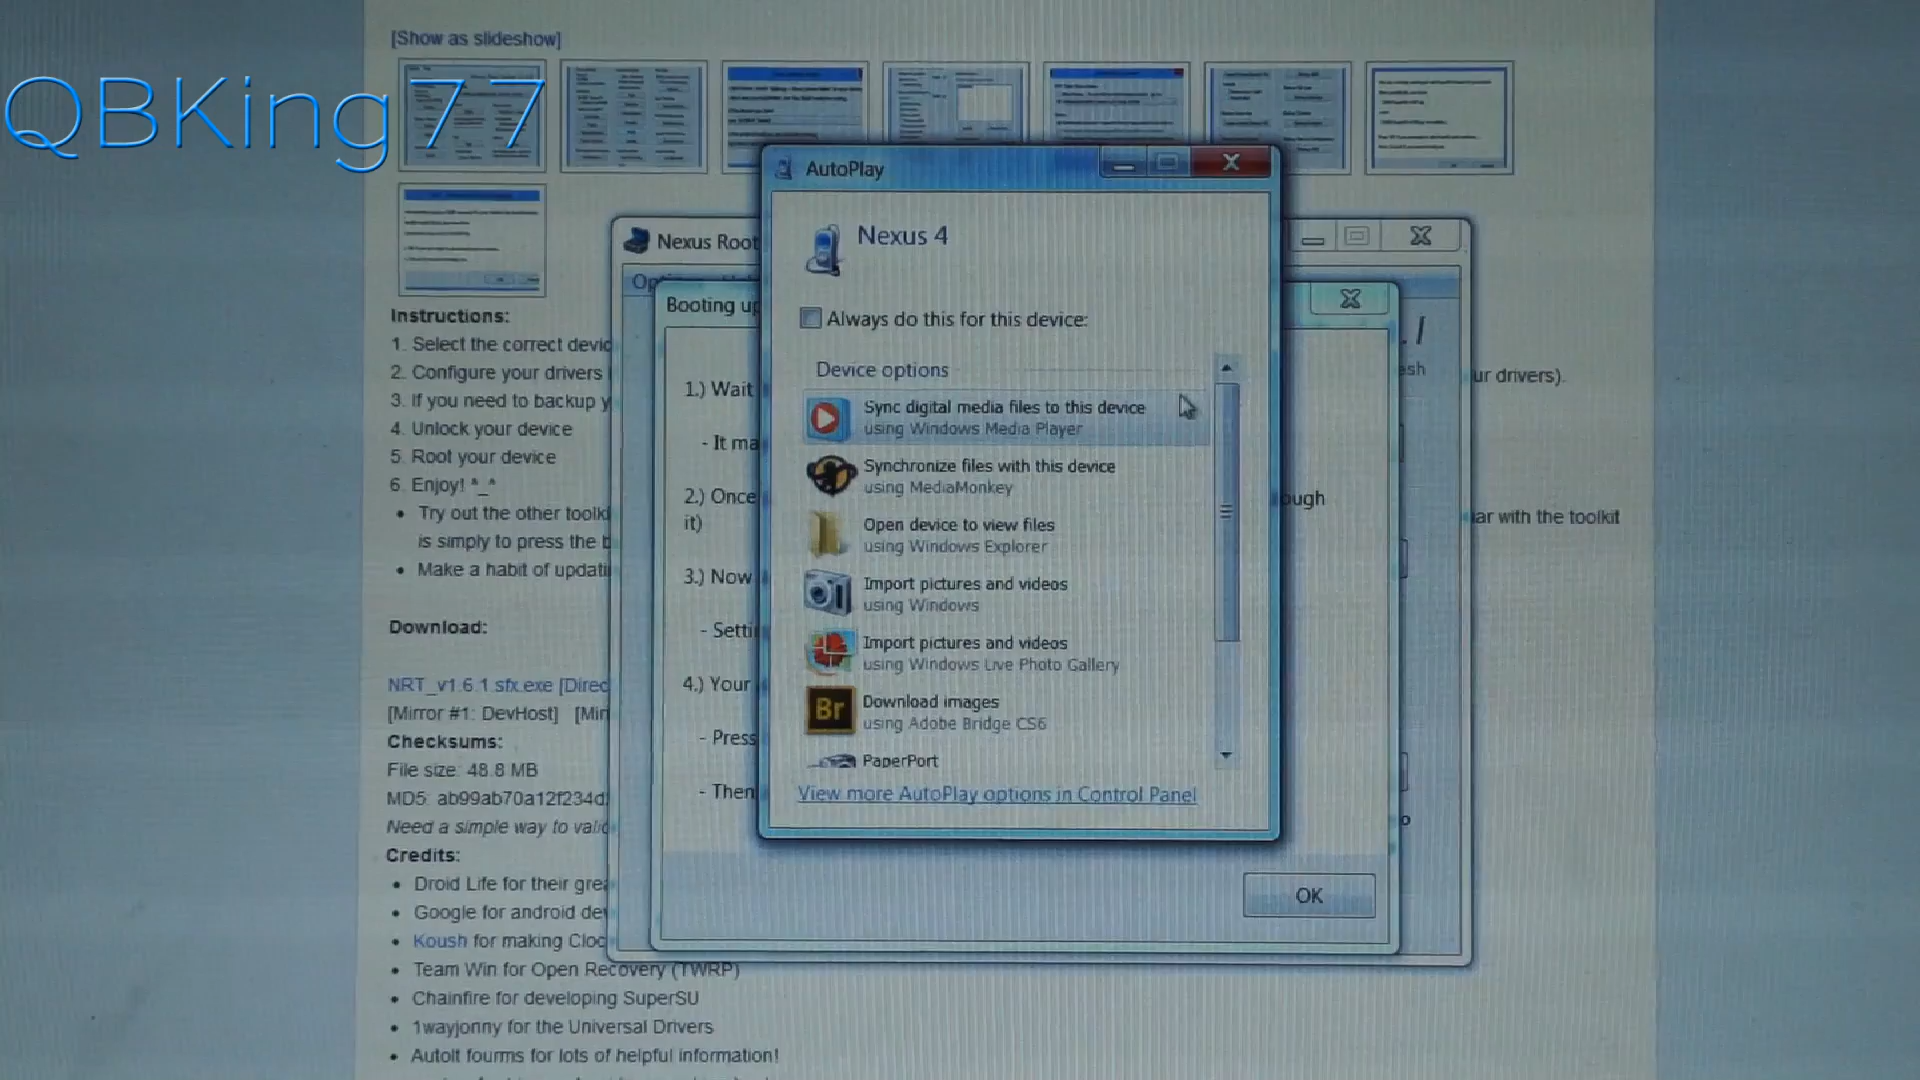 [Show as slideshow]
QBKing77
AutoPlay
Nexus Root
Nexus 4
Booting up
Always do this for this device:
Instructions:
1. Select the correct devic
2. Configure your drivers
3. If you need to backup y
4. Unlock your device
5. Root your device
6. Enjoy! ^_^
Try out the other toolk
is simply to press the b
Make a habit of updati
ur drivers).
ar with the toolkit
Download:
NRT_v1.6.1.sfx.exe [Direc
[Mirror #1: DevHost] [Mir
Checksums:
File size: 48.8 MB
MD5: ab99ab70a12f234d
Need a simple way to valid
Credits:
Droid Life for their grea
Google for android de
Koush for making Cloc
Team Win for Open Recovery (TWRP)
Chainfire for developing SuperSU
1wayjonny for the Universal Drivers
AutoIt fourms for lots of helpful information!
1.) Wait
- It ma
2.) Once
ough
it)
3.) Now
- Setti
4.) Your
- Press
- Then
Device options
Sync digital media files to this device
using Windows Media Player
Synchronize files with this device
using MediaMonkey
Open device to view files
using Windows Explorer
Import pictures and videos
using Windows
Import pictures and videos
using Windows Live Photo Gallery
Br
Download images
using Adobe Bridge CS6
PaperPort
View more AutoPlay options in Control Panel
OK